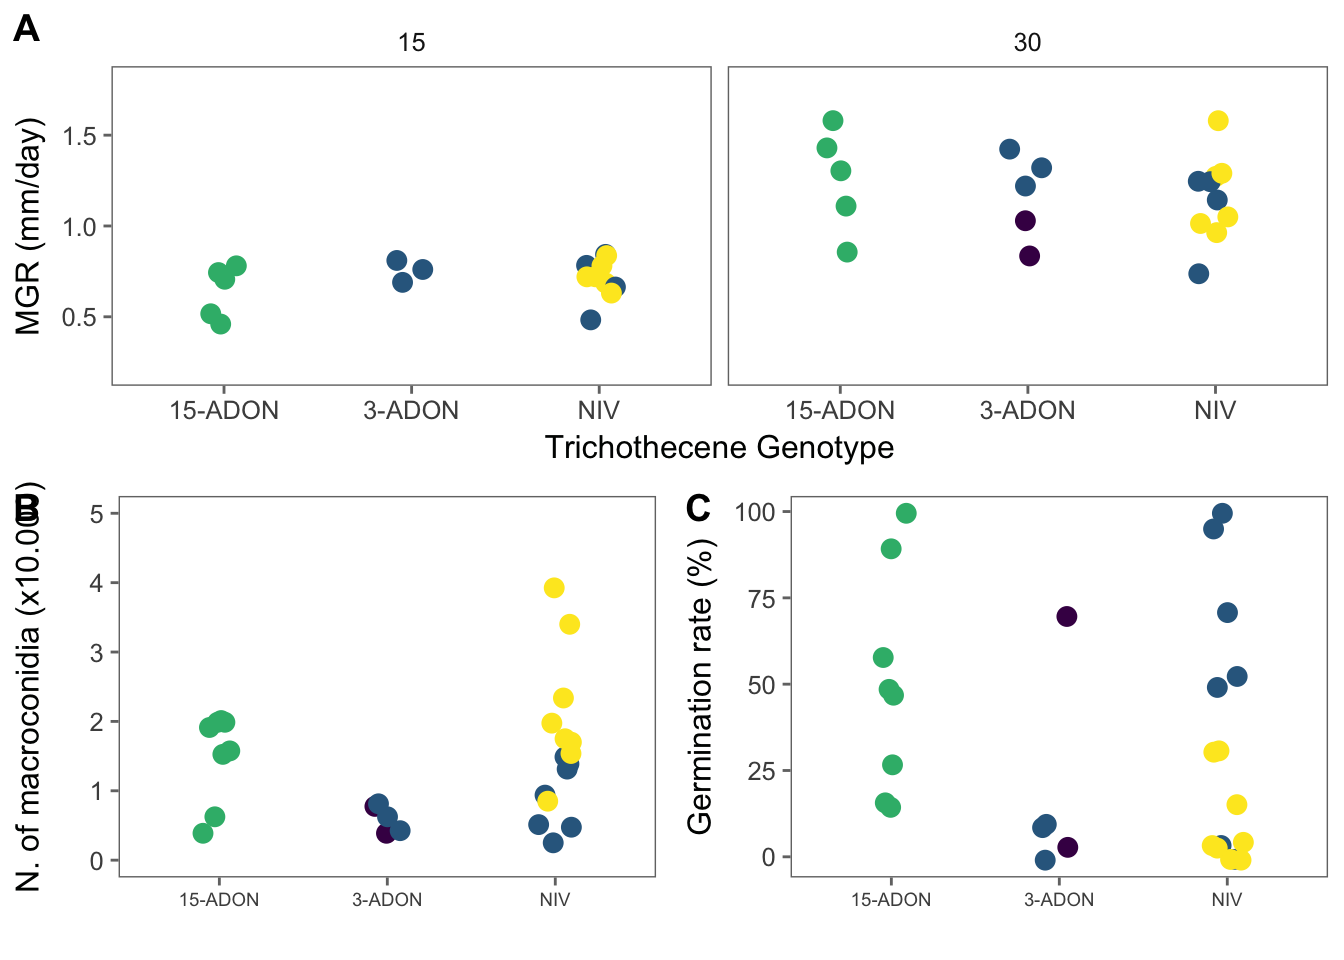 A
15
30
MGR (mm/day)
1.5
1.0
0.5
15-ADON 3-ADON NIV
15-ADON 3-ADON NIV
Trichothecene Genotype
B
N. of macroconidia
5
4
3
2
1
0
15-ADON 3-ADON NIV
C
Germination rate (%)
100
75
50
25
0
15-ADON 3-ADON NIV